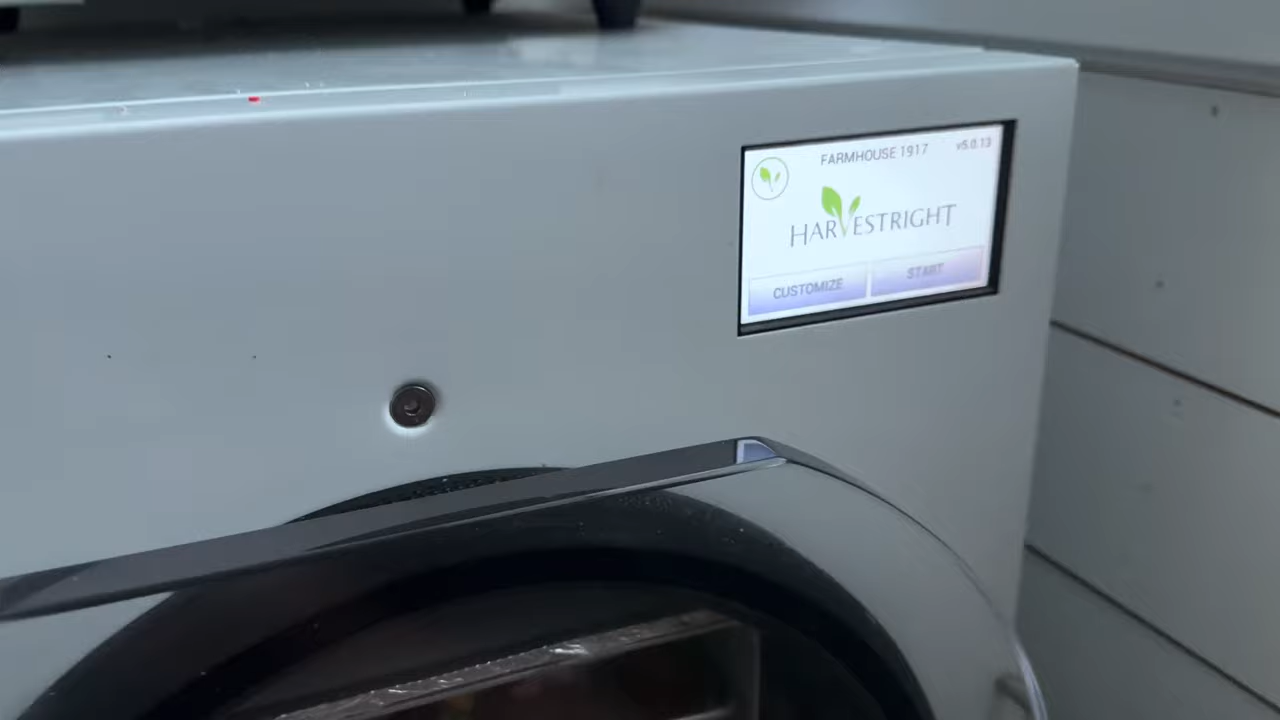 FARMHOUSE 1917
v5.0.13
HARVESTRIGHT
CUSTOMIZE
START